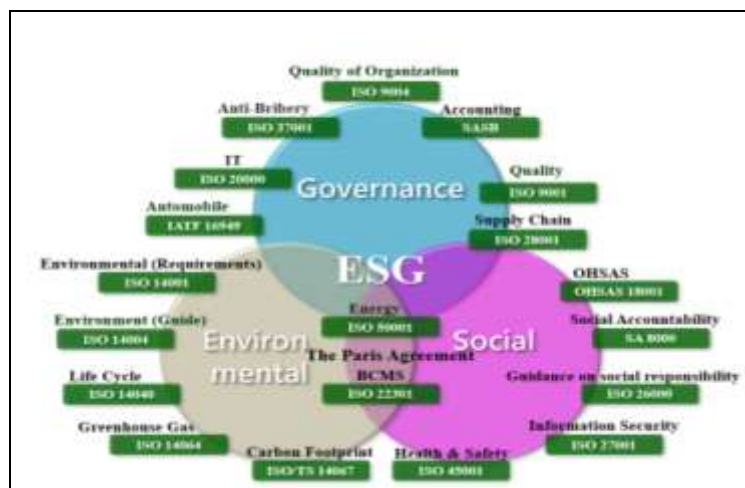 Quality of Organization
ISO 9004
Anti-Bribery
ISO 37001
Accounting
SASB
IT
ISO 20000
Governance
Quality
ISO 9001
Automobile
IATF 16949
Supply Chain
ISO 28001
ESG
Environmental (Requirements)
ISO 14001
OHSAS
OHSAS 18001
Energy
ISO 50001
Environment (Guide)
ISO 14004
Environ
mental
Social
Social Accountability
SA 8000
The Paris Agreement
BCMS
ISO 22301
Life Cycle
ISO 14040
Guidance on social responsibility
ISO 26000
Greenhouse Gas
ISO 14064
Information Security
ISO 27001
Carbon Footprint
ISO/TS 14067
Health & Safety
ISO 45001